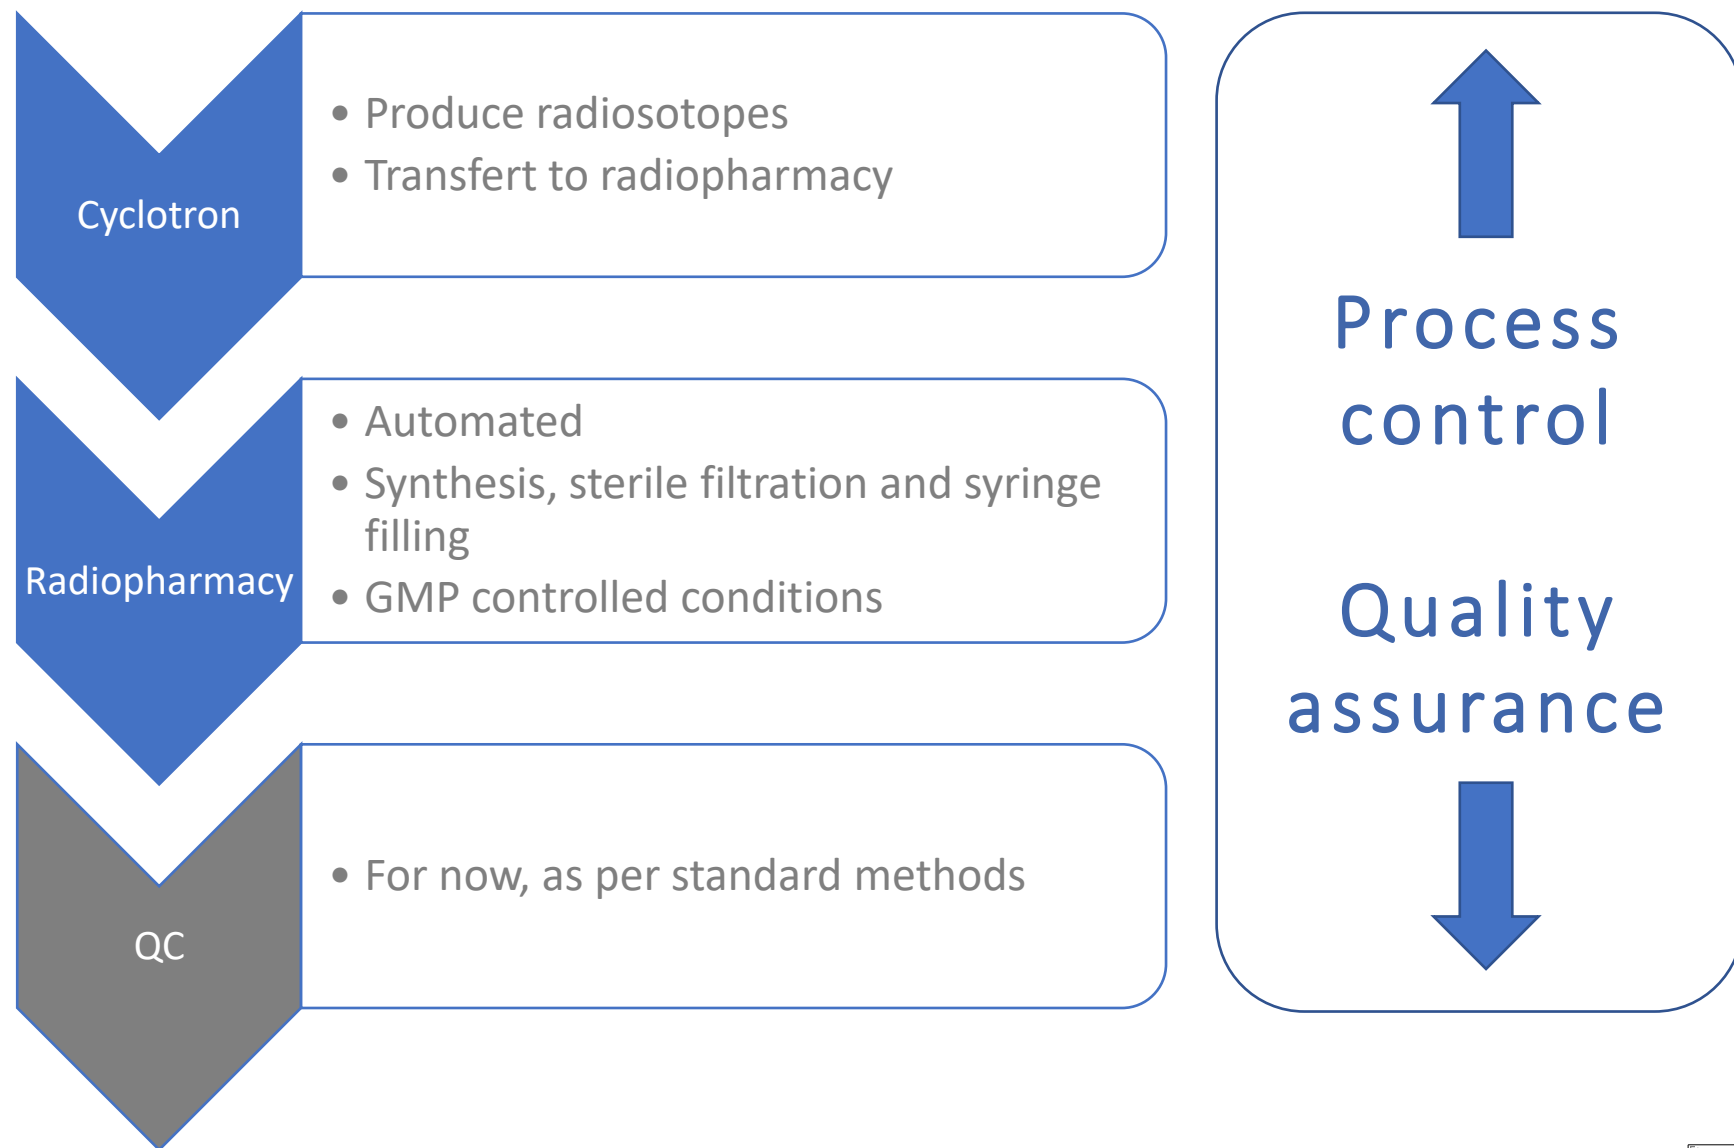 Cyclotron
• Produce radiosotopes
• Transfert to radiopharmacy
Radiopharmacy
• Automated
• Synthesis, sterile filtration and syringe
filling
• GMP controlled conditions
QC
• For now, as per standard methods
Process
control
Quality
assurance